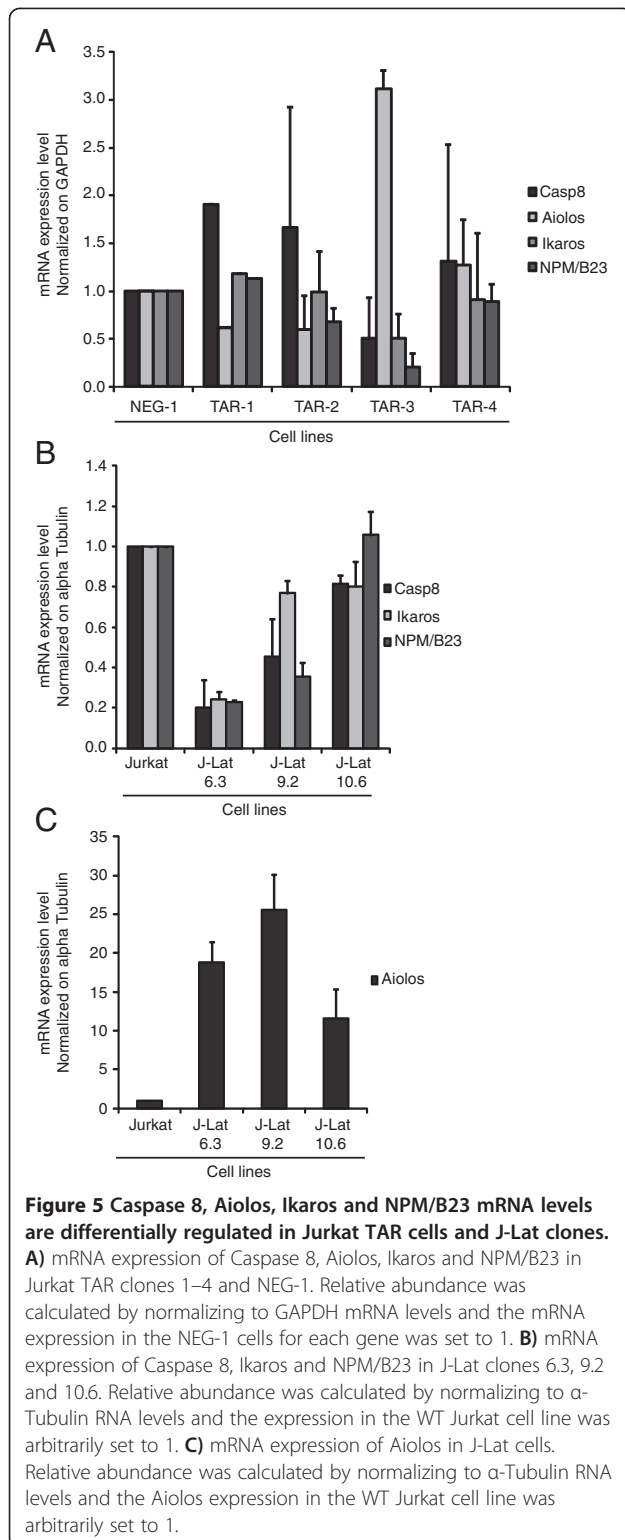 A
mRNA expression level
Normalized on GAPDH
3.5
3.0
2.5
2.0
1.5
1.0
0.5
0.0
Casp8
Aiolos
Ikaros
NPM/B23
NEG-1 TAR-1 TAR-2 TAR-3 TAR-4
Cell lines
B
mRNA expression level
Normalized on alpha Tubulin
1.4
1.2
1.0
0.8
0.6
0.4
0.2
0.0
Casp8
Ikaros
NPM/B23
Jurkat J-Lat J-Lat J-Lat
6.3 9.2 10.6
Cell lines
C
mRNA expression level
Normalized on alpha Tubulin
35
30
25
20
15
10
5
0
Aiolos
Jurkat J-Lat J-Lat J-Lat
6.3 9.2 10.6
Cell lines
Figure 5 Caspase 8, Aiolos, Ikaros and NPM/B23 mRNA levels
are differentially regulated in Jurkat TAR cells and J-Lat clones.
A) mRNA expression of Caspase 8, Aiolos, Ikaros and NPM/B23 in
Jurkat TAR clones 1–4 and NEG-1. Relative abundance was
calculated by normalizing to GAPDH mRNA levels and the mRNA
expression in the NEG-1 cells for each gene was set to 1. B) mRNA
expression of Caspase 8, Ikaros and NPM/B23 in J-Lat clones 6.3, 9.2
and 10.6. Relative abundance was calculated by normalizing to α-
Tubulin RNA levels and the expression in the WT Jurkat cell line was
arbitrarily set to 1. C) mRNA expression of Aiolos in J-Lat cells.
Relative abundance was calculated by normalizing to α-Tubulin RNA
levels and the Aiolos expression in the WT Jurkat cell line was
arbitrarily set to 1.